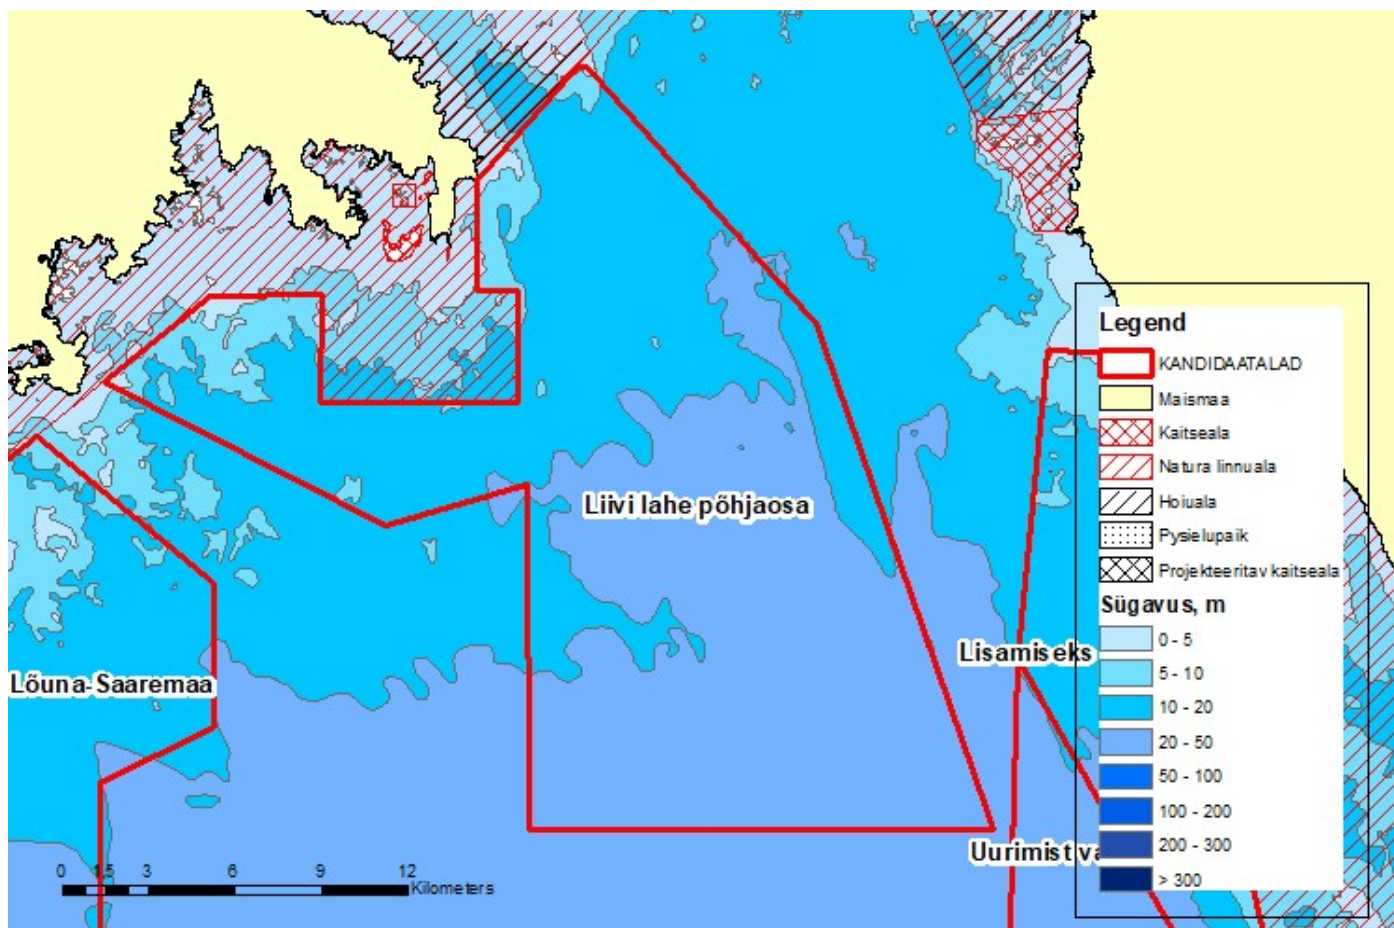 Legend
KANDIDAATALAD
Maismaa
Kaitseala
Natura linnuala
Hoiuala
Pysielupaik
Projekteeritav kaitseala
Sügavus, m
0 - 5
5 - 10
10 - 20
20 - 50
50 - 100
100 - 200
200 - 300
> 300
Liivi lahe põhjaosa
Lisamiseks
Lõuna-Saaremaa
Uurimist va
0 1,5 3 6 9 12
Kilometers